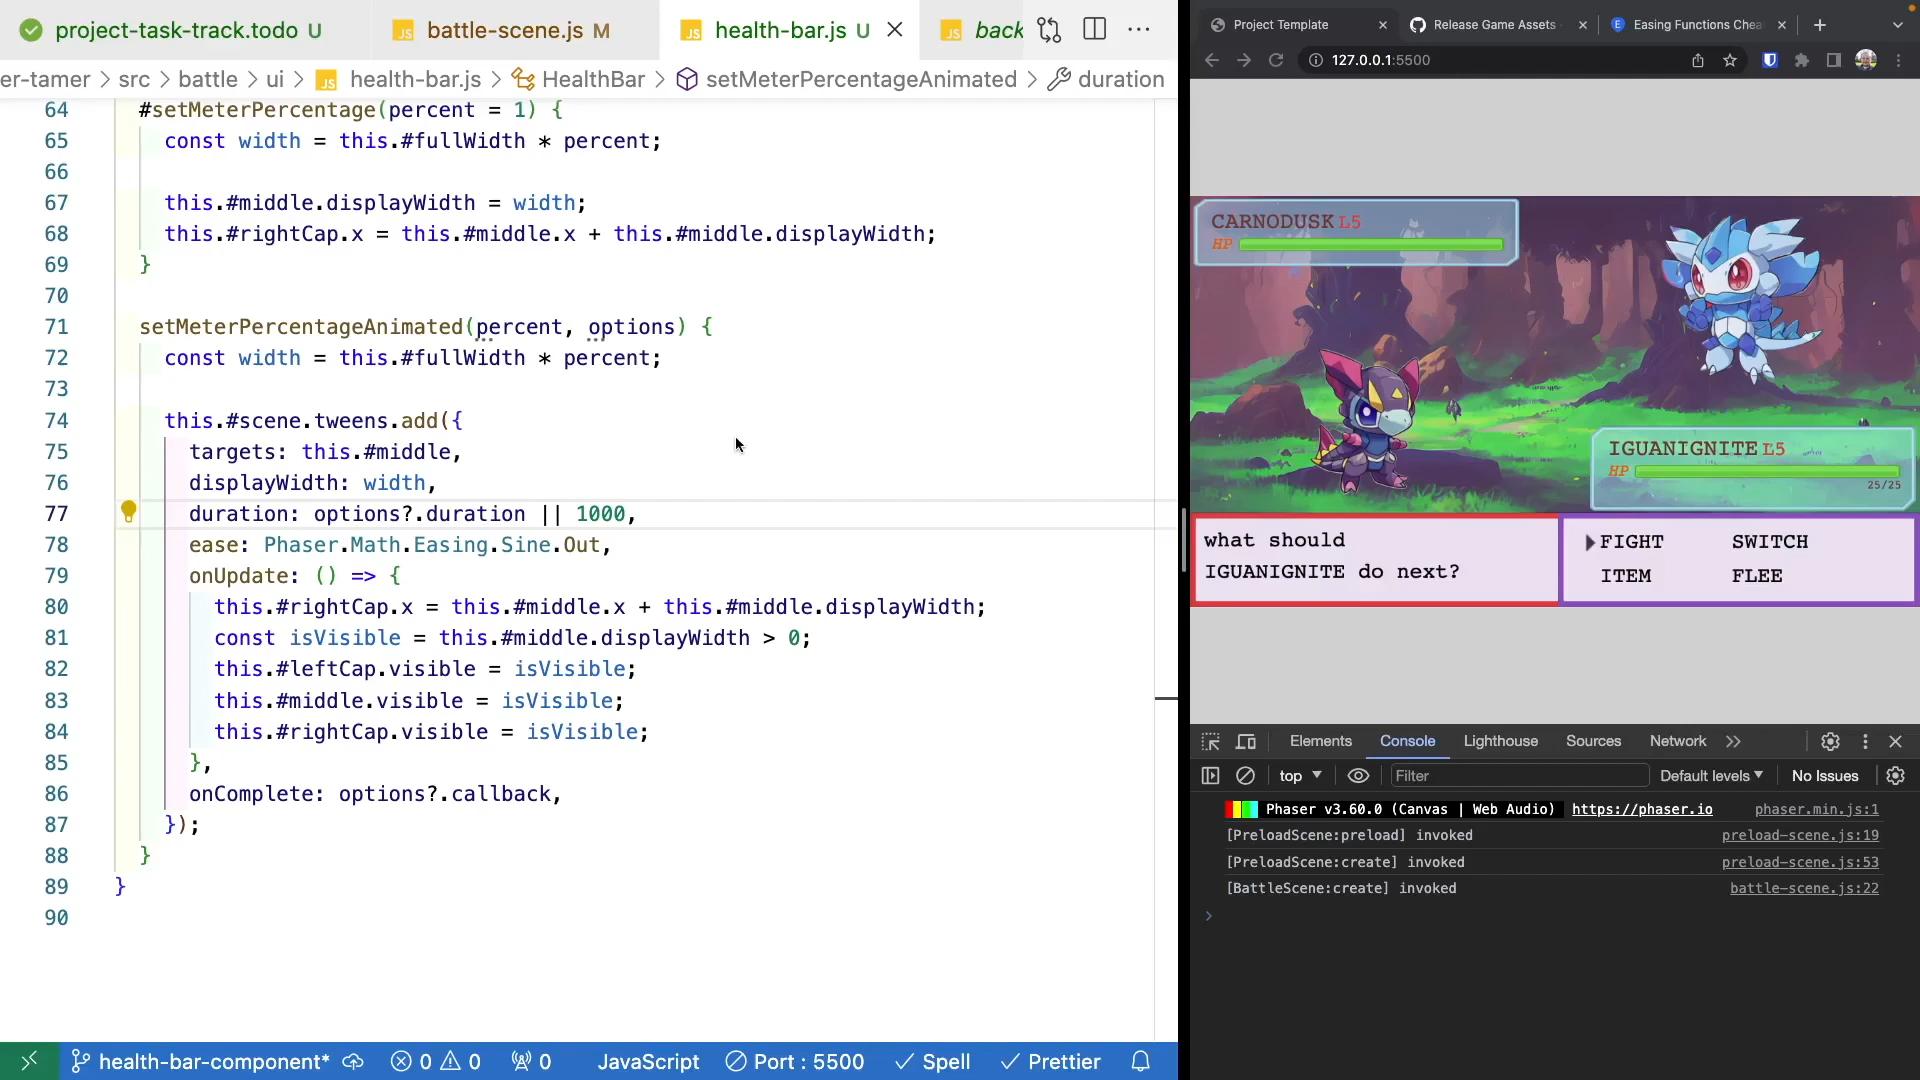 project-task-track.todo U
JS battle-scene.js M
JS health-bar.js U
JS back
er-tamer > src > battle > ui > JS health-bar.js > HealthBar > setMeterPercentageAnimated > duration
64 #setMeterPercentage(percent = 1) {
65 const width = this.#fullWidth * percent;
66
67 this.#middle.displayWidth = width;
68 this.#rightCap.x = this.#middle.x + this.#middle.displayWidth;
69 }
70
71 setMeterPercentageAnimated(percent, options) {
72 const width = this.#fullWidth * percent;
73
74 this.#scene.tweens.add({
75 targets: this.#middle,
76 displayWidth: width,
77 duration: options?.duration || 1000,
78 ease: Phaser.Math.Easing.Sine.Out,
79 onUpdate: () => {
80 this.#rightCap.x = this.#middle.x + this.#middle.displayWidth;
81 const isVisible = this.#middle.displayWidth > 0;
82 this.#leftCap.visible = isVisible;
83 this.#middle.visible = isVisible;
84 this.#rightCap.visible = isVisible;
85 },
86 onComplete: options?.callback,
87 });
88 }
89 }
90
health-bar-component* 0 0 0 JavaScript Port : 5500 Spell Prettier
Project Template
Release Game Assets
Easing Functions Chea
127.0.0.1:5500
CARNODUSK L5
HP
IGUANIGNITE L5
HP
25/25
what should
IGUANIGNITE do next?
FIGHT SWITCH
ITEM FLEE
Elements Console Lighthouse Sources Network
top Filter Default levels No Issues
Phaser v3.60.0 (Canvas | Web Audio) https://phaser.io phaser.min.js:1
[PreloadScene:preload] invoked preload-scene.js:19
[PreloadScene:create] invoked preload-scene.js:53
[BattleScene:create] invoked battle-scene.js:22